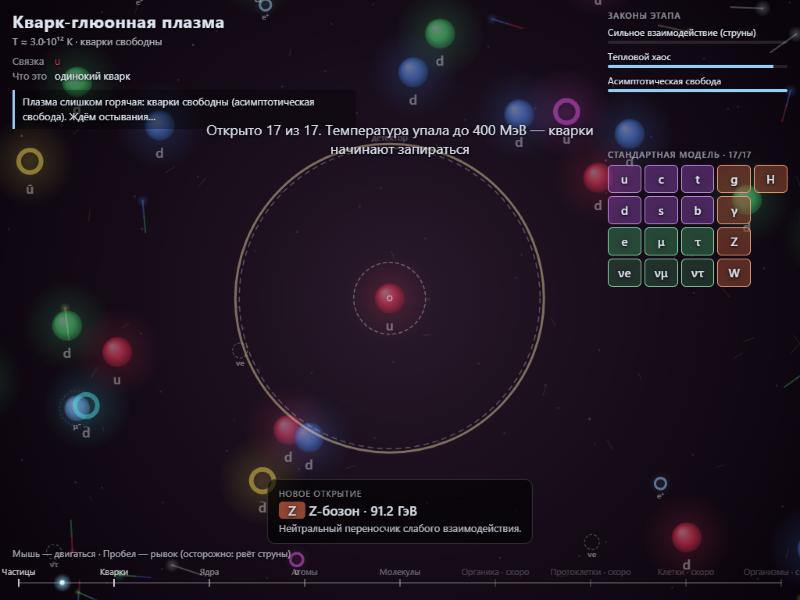 Кварк-глюонная плазма
T ≈ 3.0·10¹² K · кварки свободны
Связка u
Что это одинокий кварк
Плазма слишком горячая: кварки свободны (асимптотическая
свобода). Ждём остывания...
Открыто 17 из 17. Температура упала до 400 МэВ — кварки
начинают запираться
ЗАКОНЫ ЭТАПА
Сильное взаимодействие (струны)
Тепловой хаос
Асимптотическая свобода
СТАНДАРТНАЯ МОДЕЛЬ · 17/17
u c t g H
d s b γ
e μ τ Z
νe νμ ντ W
e⁺
d
d
d
d
d
u
d
d
ū
u
νe
d
u
μ⁻
d
d
d
d
e⁺
νe
d
ντ
НОВОЕ ОТКРЫТИЕ
Z Z-бозон · 91.2 ГэВ
Нейтральный переносчик слабого взаимодействия.
Мышь — двигаться · Пробел — рывок (осторожно: рвёт струны)
Частицы Кварки Ядра Атомы Молекулы Органика · скоро Протоклетки · скоро Клетки · скоро Организмы · с